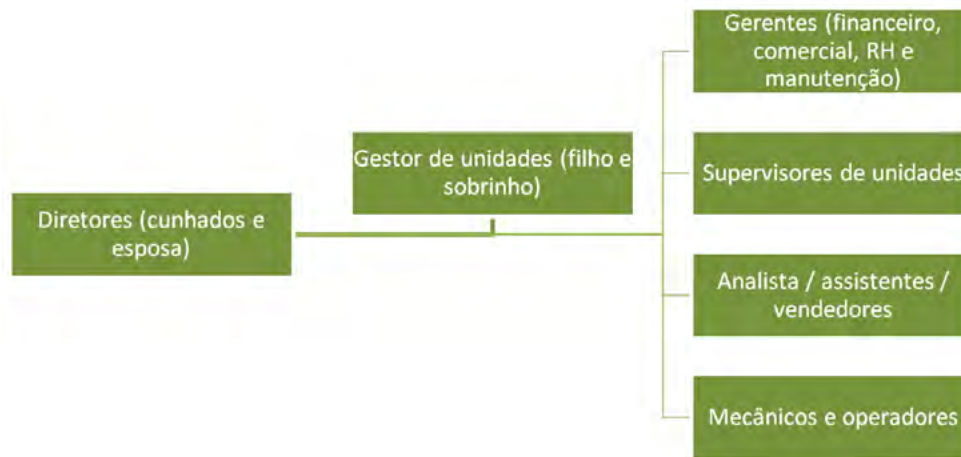 Gerentes (financeiro,
comercial, RH e
manutenção)
Gestor de unidades (filho e
sobrinho)
Supervisores de unidades
Diretores (cunhados e
esposa)
Analista / assistentes /
vendedores
Mecânicos e operadores